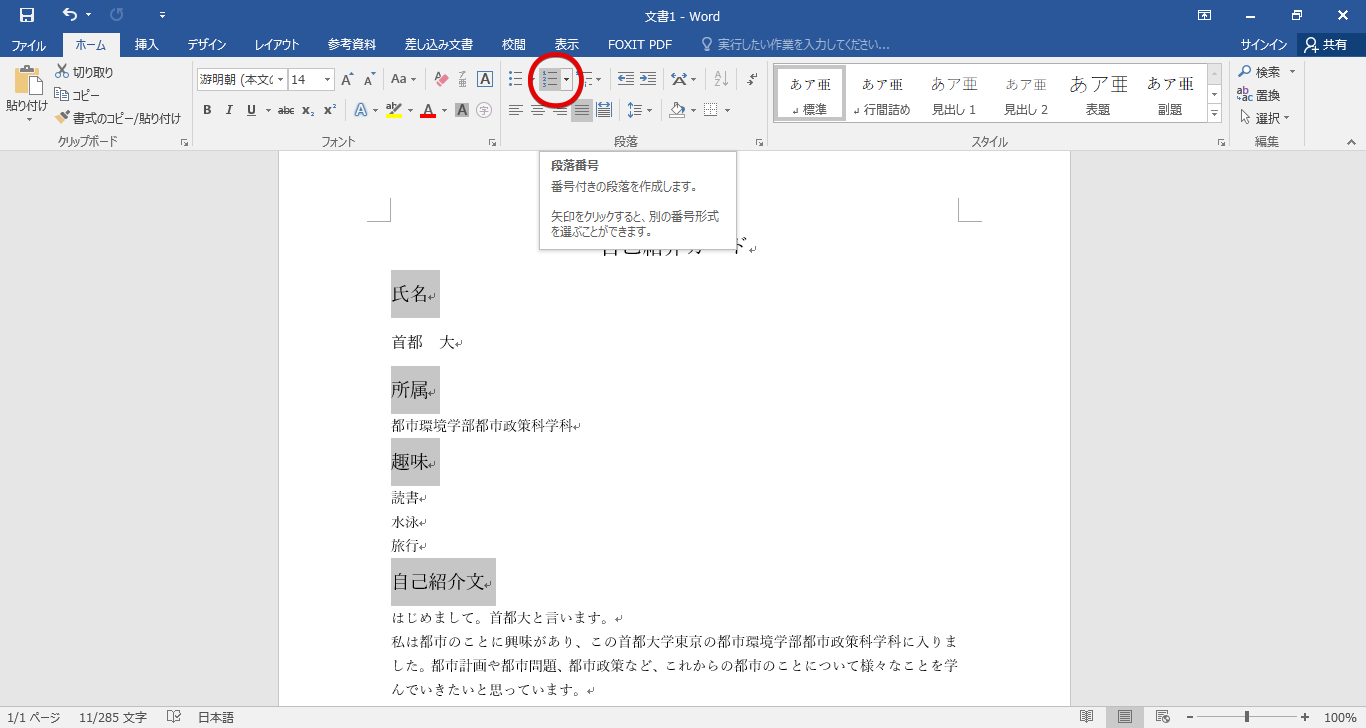 文書1 - Word
ファイル ホーム 挿入 デザイン レイアウト 参考資料 差し込み文書 校閲 表示 FOXIT PDF 実行したい作業を入力してください... サインイン 共有
貼り付け
切り取り
コピー
書式のコピー/貼り付け
クリップボード
游明朝 (本文の 14 Aa
B I U abc x₂ x²
フォント
段落
あア亜 標準
あア亜 行間詰め
あア亜 見出し 1
あア亜 見出し 2
あア亜 表題
あア亜 副題
スタイル
検索
置換
選択
編集
段落番号
番号付きの段落を作成します。
矢印をクリックすると、別の番号形式
を選ぶことができます。
氏名
首都　大
所属
都市環境学部都市政策科学科
趣味
読書
水泳
旅行
自己紹介文
はじめまして。首都大と言います。
私は都市のことに興味があり、この首都大学東京の都市環境学部都市政策科学科に入りま
した。都市計画や都市問題、都市政策など、これからの都市のことについて様々なことを学
んでいきたいと思っています。
1/1 ページ 11/285 文字 日本語 100%